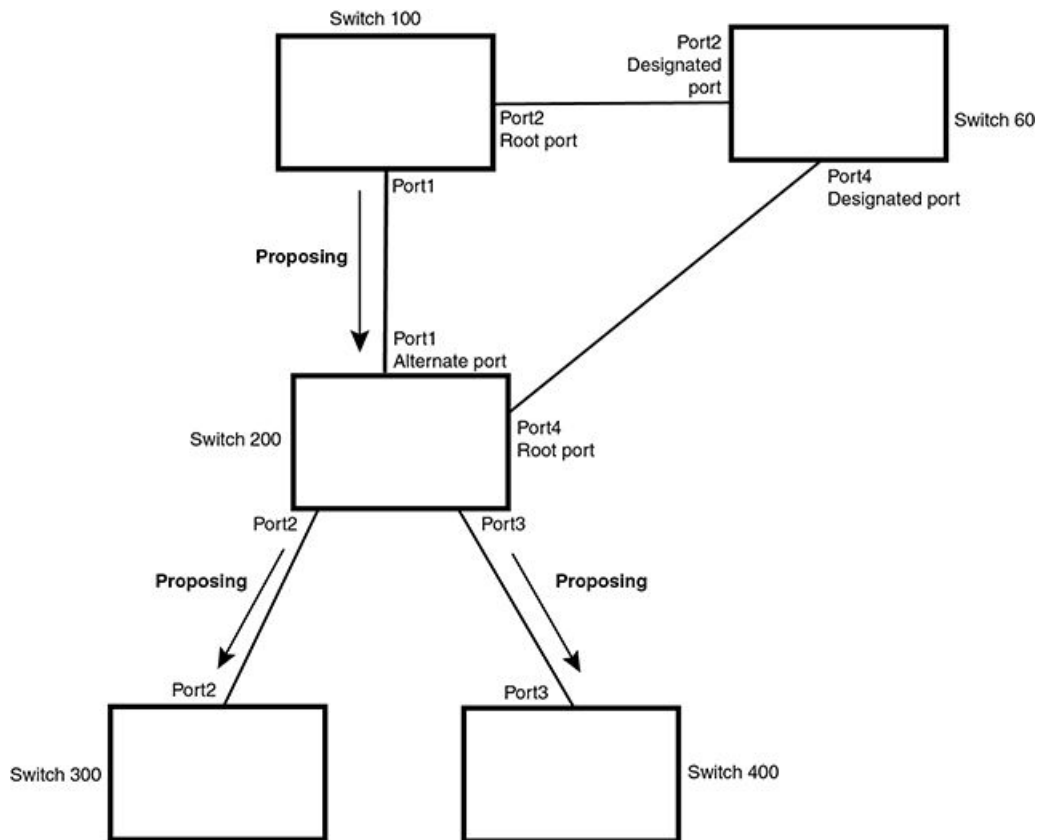 Switch 100
Port2
Designated
port
Switch 60
Port2
Root port
Port1
Port4
Designated port
Proposing
Port1
Alternate port
Switch 200
Port4
Root port
Port2
Port3
Proposing
Proposing
Port2
Port3
Switch 300
Switch 400